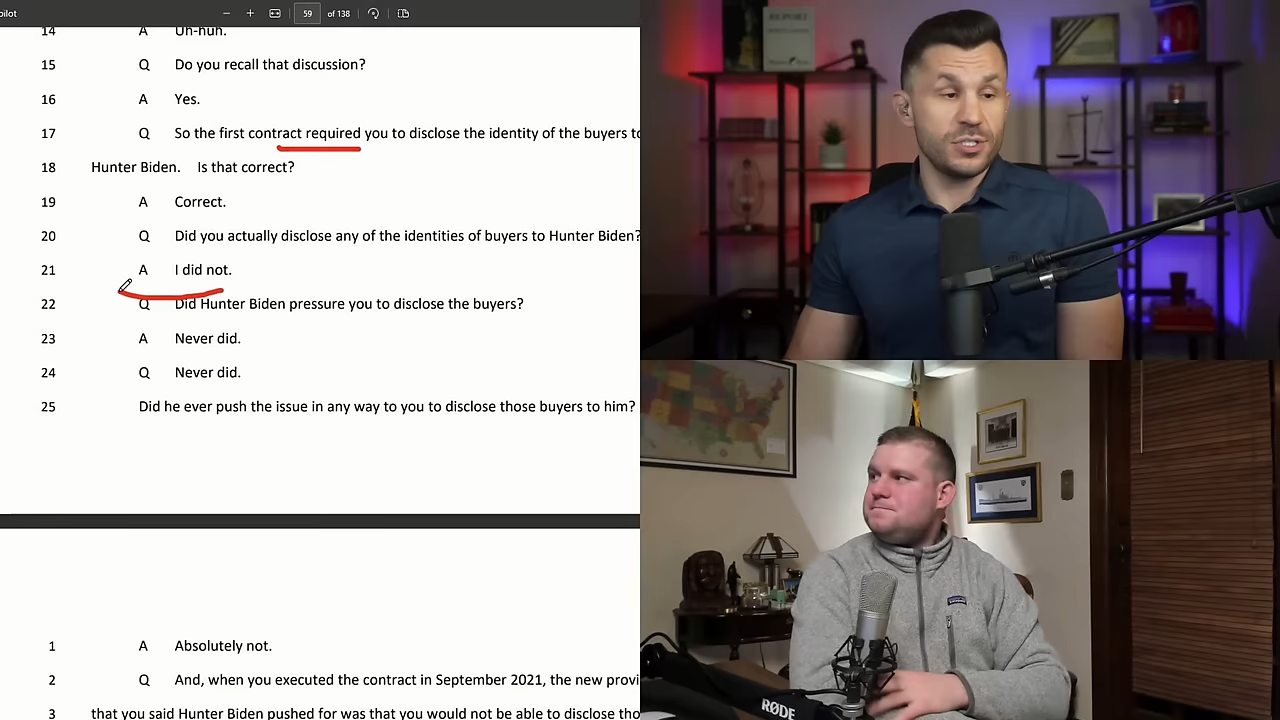 pilot
59
of 138
14 A Uh-huh.
15 Q Do you recall that discussion?
16 A Yes.
17 Q So the first contract required you to disclose the identity of the buyers to
18 Hunter Biden. Is that correct?
19 A Correct.
20 Q Did you actually disclose any of the identities of buyers to Hunter Biden?
21 A I did not.
22 Q Did Hunter Biden pressure you to disclose the buyers?
23 A Never did.
24 Q Never did.
25 Did he ever push the issue in any way to you to disclose those buyers to him?
1 A Absolutely not.
2 Q And, when you executed the contract in September 2021, the new provi
3 that you said Hunter Biden pushed for was that you would not be able to disclose tho
REPORT
RØDE